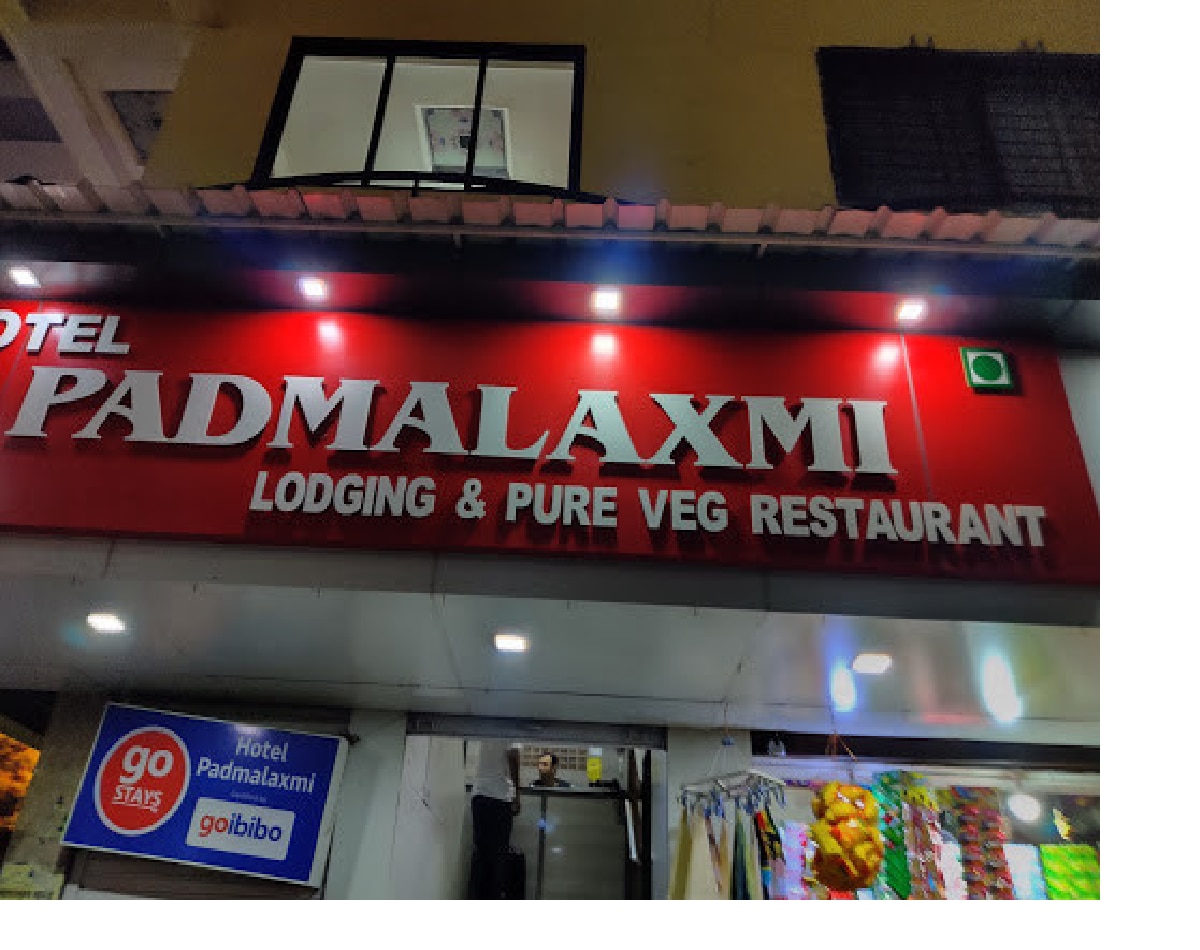 OTEL
PADMALAXMI
LODGING & PURE VEG RESTAURANT
go
STAYS
Hotel
Padmalaxmi
goibibo